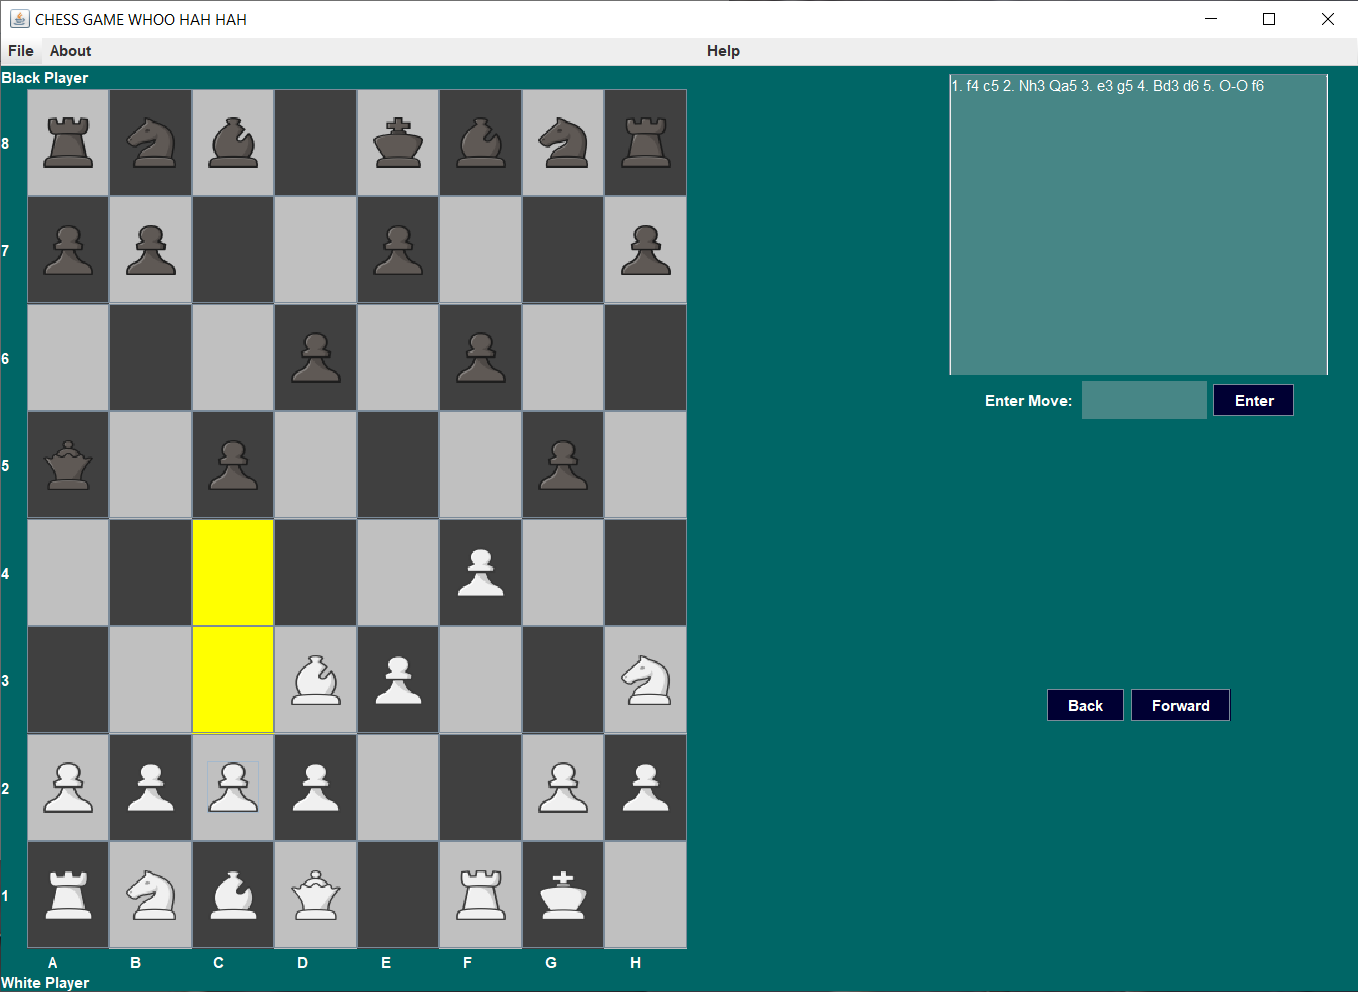 CHESS GAME WHOO HAH HAH
File About Help
Black Player
1. f4 c5 2. Nh3 Qa5 3. e3 g5 4. Bd3 d6 5. O-O f6
8
7
6
Enter Move: Enter
5
4
3
Back Forward
2
1
A B C D E F G H
White Player